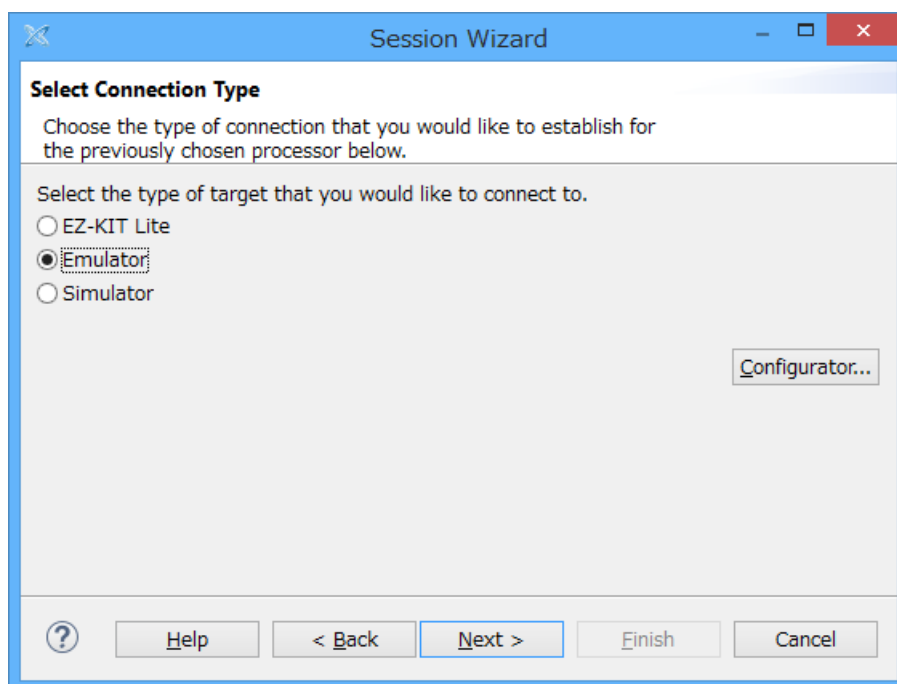 Session Wizard
Select Connection Type
Choose the type of connection that you would like to establish for
the previously chosen processor below.
Select the type of target that you would like to connect to.
EZ-KIT Lite
Emulator
Simulator
Configurator...
? Help < Back Next > Finish Cancel